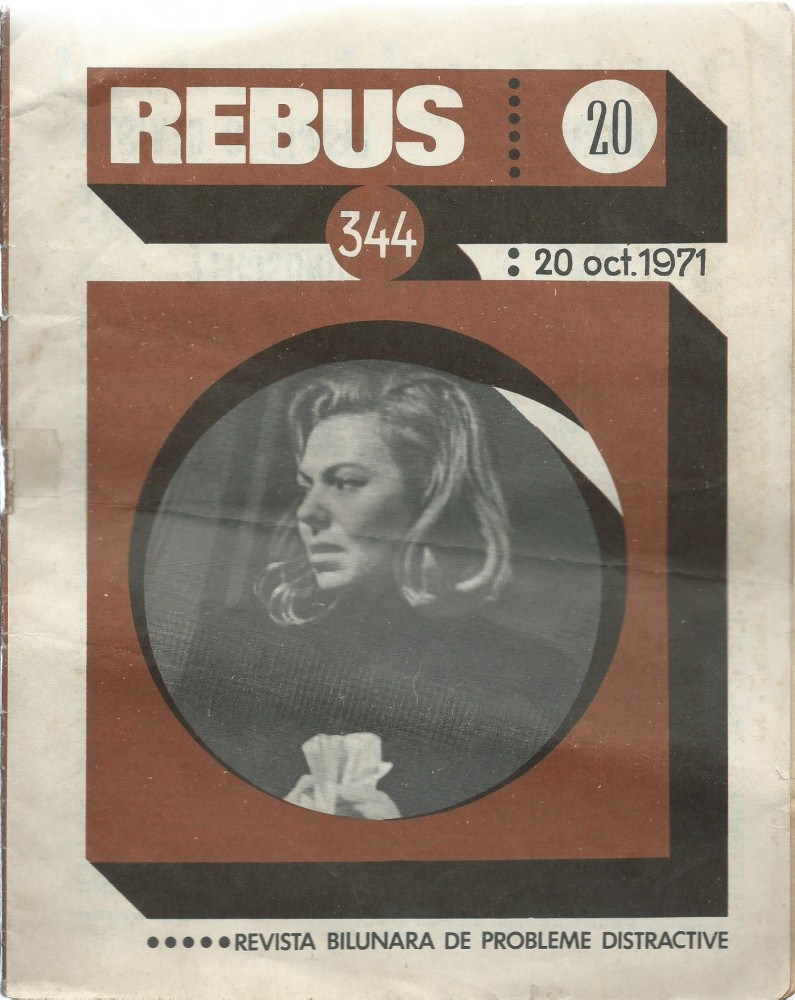 REBUS
20
344
20 oct. 1971
REVISTA BILUNARA DE PROBLEME DISTRACTIVE